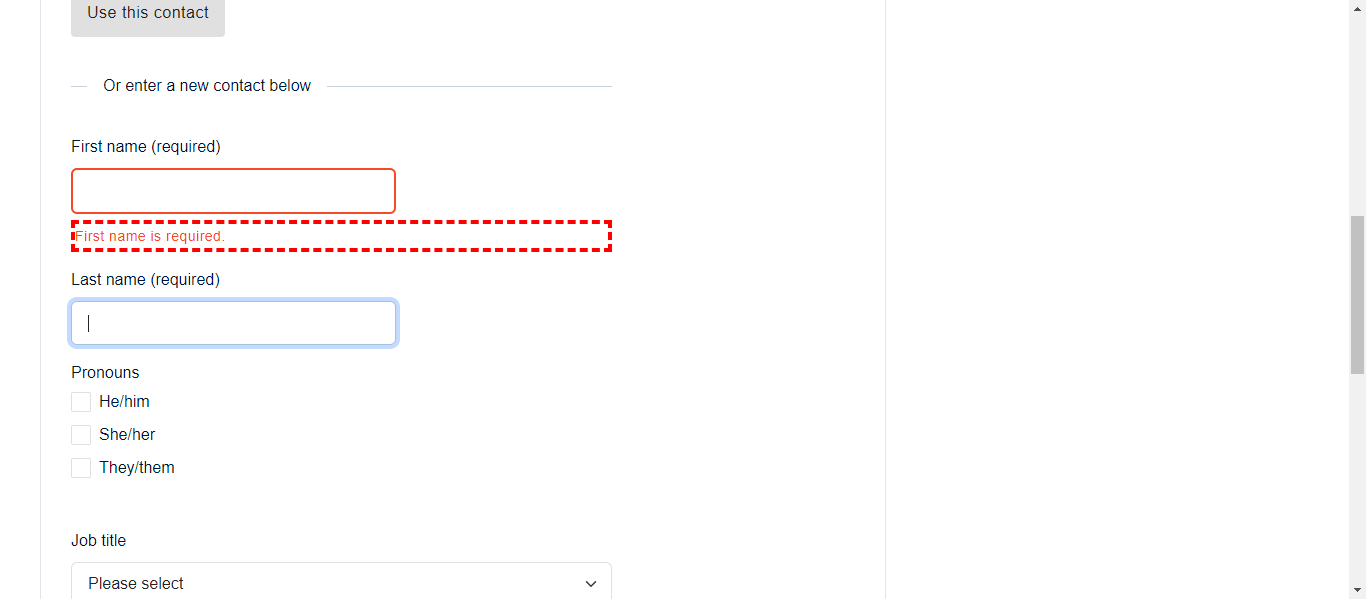 Use this contact
Or enter a new contact below
First name (required)
First name is required.
Last name (required)
Pronouns
He/him
She/her
They/them
Job title
Please select